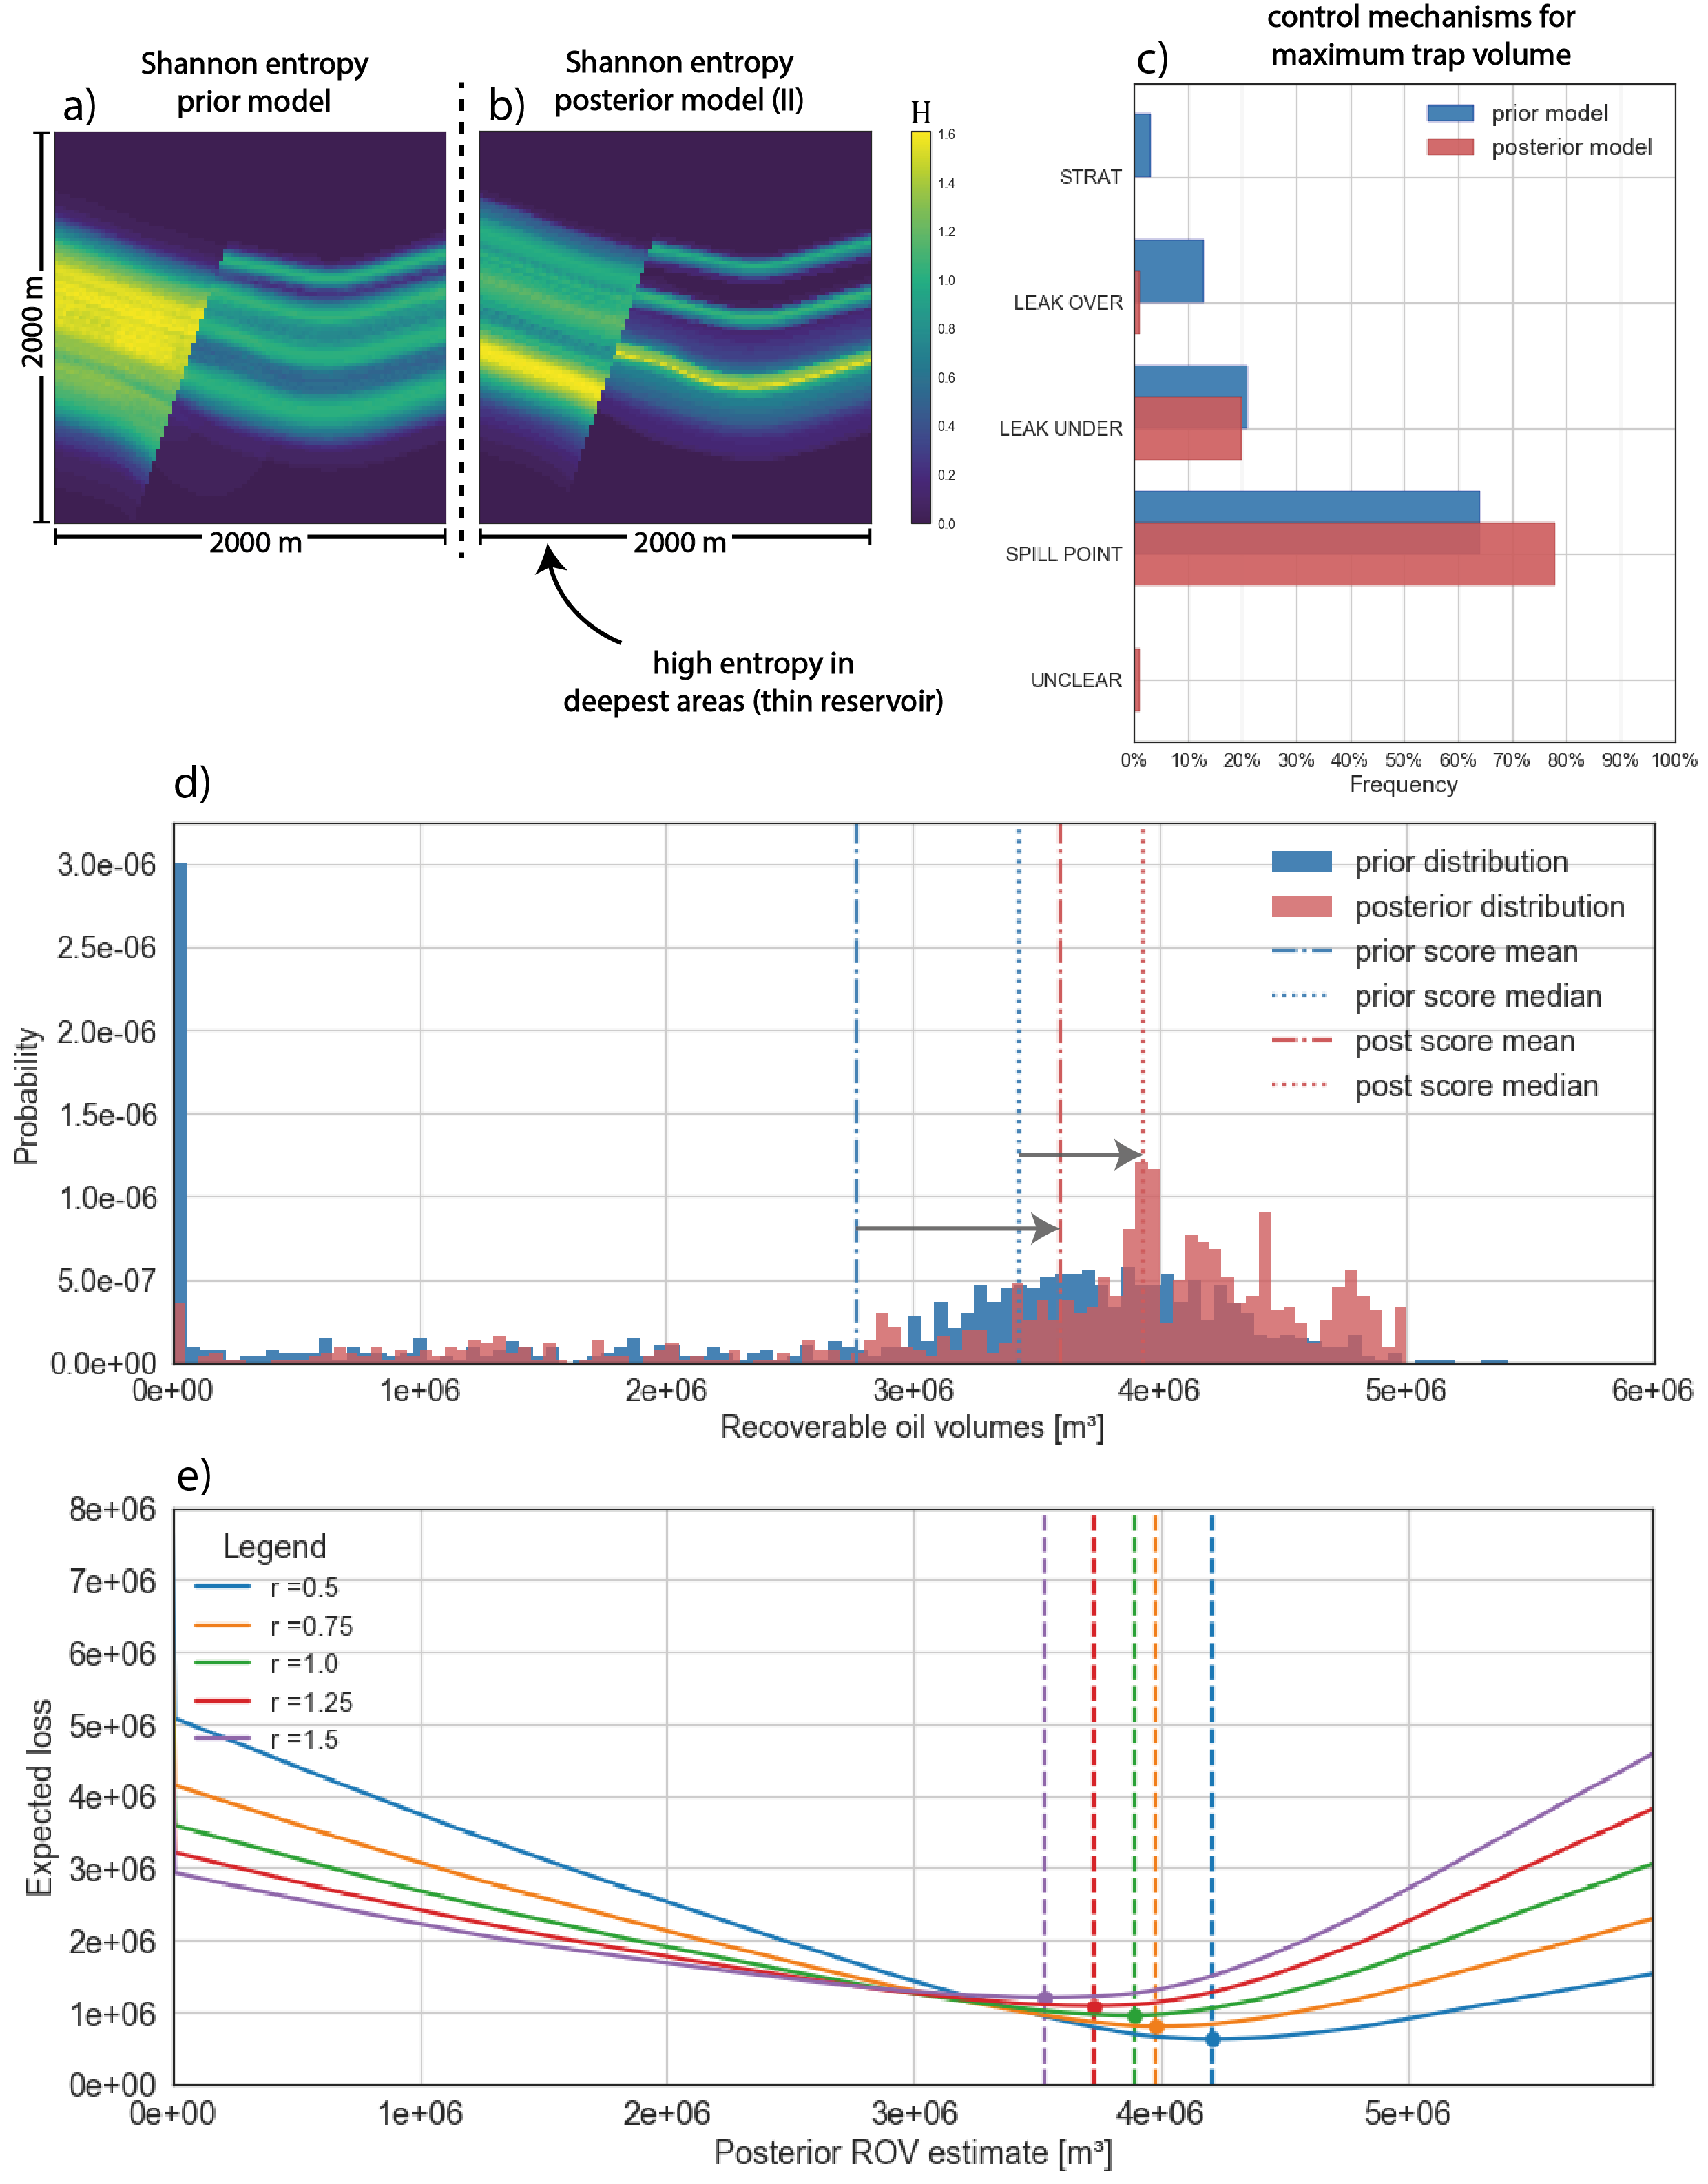 Shannon entropy
prior model
a)
Shannon entropy
posterior model (II)
b)
H
1.6
1.4
1.2
1.0
0.8
0.6
0.4
0.2
0.0
2000 m
2000 m
2000 m
high entropy in
deepest areas (thin reservoir)
control mechanisms for
maximum trap volume
c)
prior model
posterior model
STRAT
LEAK OVER
LEAK UNDER
SPILL POINT
UNCLEAR
0% 10% 20% 30% 40% 50% 60% 70% 80% 90% 100%
Frequency
d)
3.0e-06
2.5e-06
2.0e-06
1.5e-06
1.0e-06
5.0e-07
0.0e+00
Probability
prior distribution
posterior distribution
prior score mean
prior score median
post score mean
post score median
0e+00 1e+06 2e+06 3e+06 4e+06 5e+06 6e+06
Recoverable oil volumes [m³]
e)
8e+06
7e+06
6e+06
5e+06
4e+06
3e+06
2e+06
1e+06
0e+00
Expected loss
Legend
r =0.5
r =0.75
r =1.0
r =1.25
r =1.5
0e+00 1e+06 2e+06 3e+06 4e+06 5e+06
Posterior ROV estimate [m³]